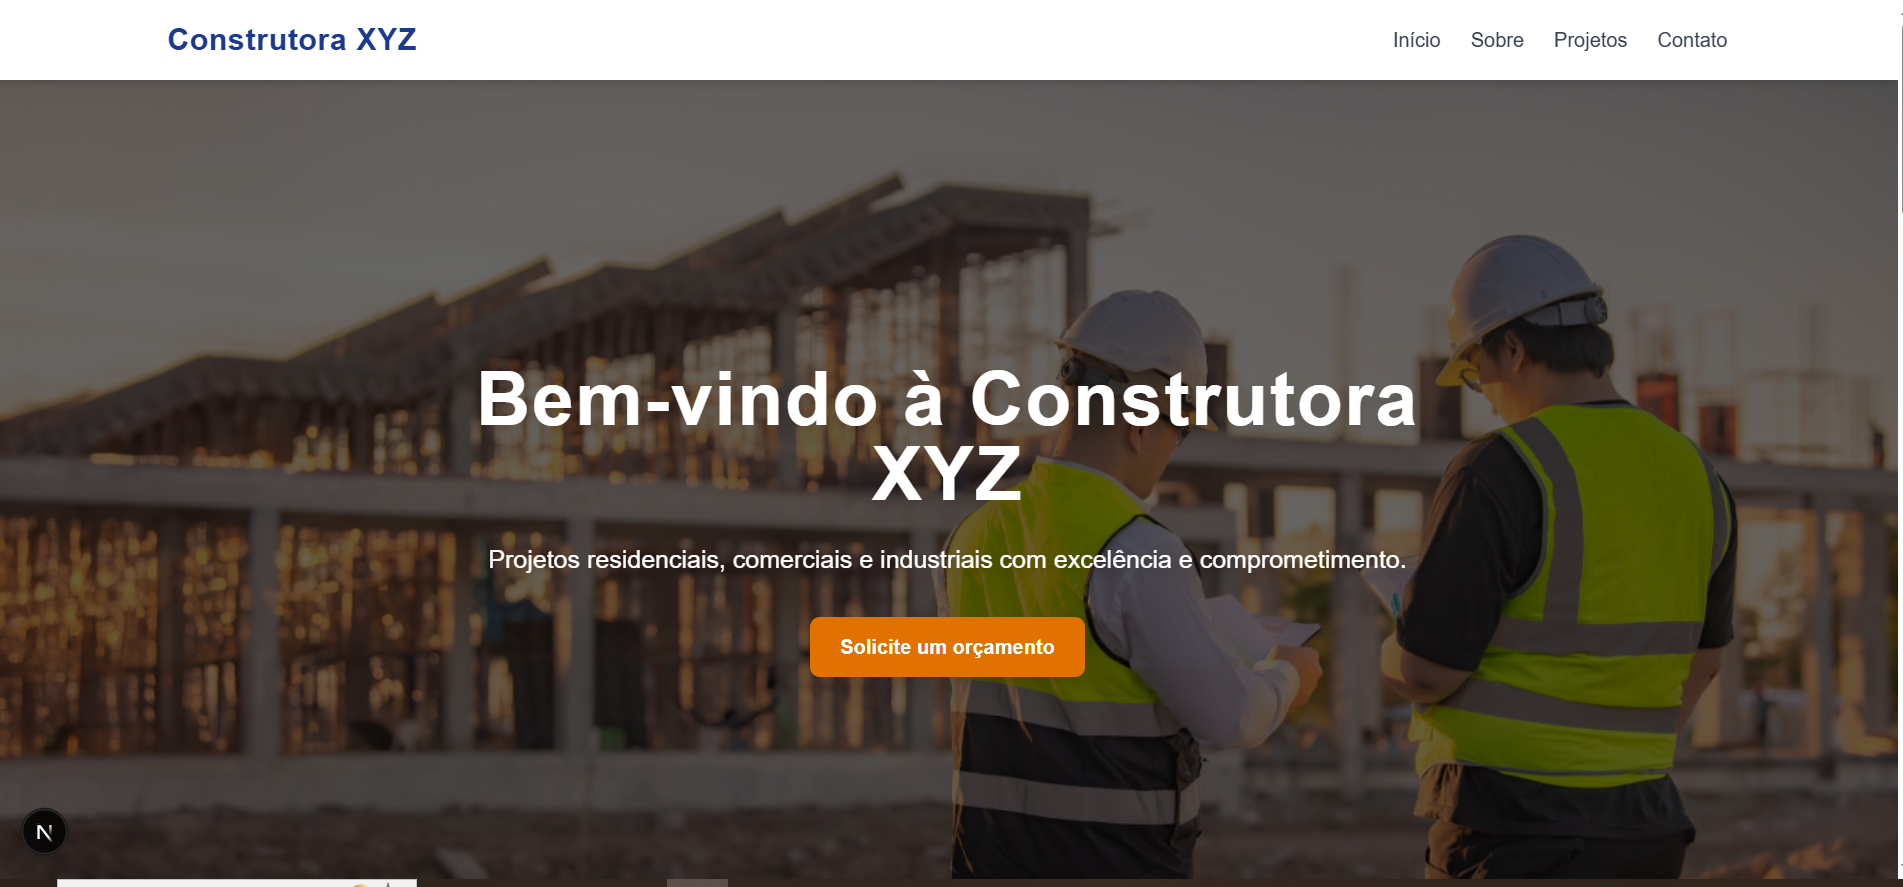 Construtora XYZ
Início Sobre Projetos Contato
Bem-vindo à Construtora
XYZ
Projetos residenciais, comerciais e industriais com excelência e comprometimento.
Solicite um orçamento
N